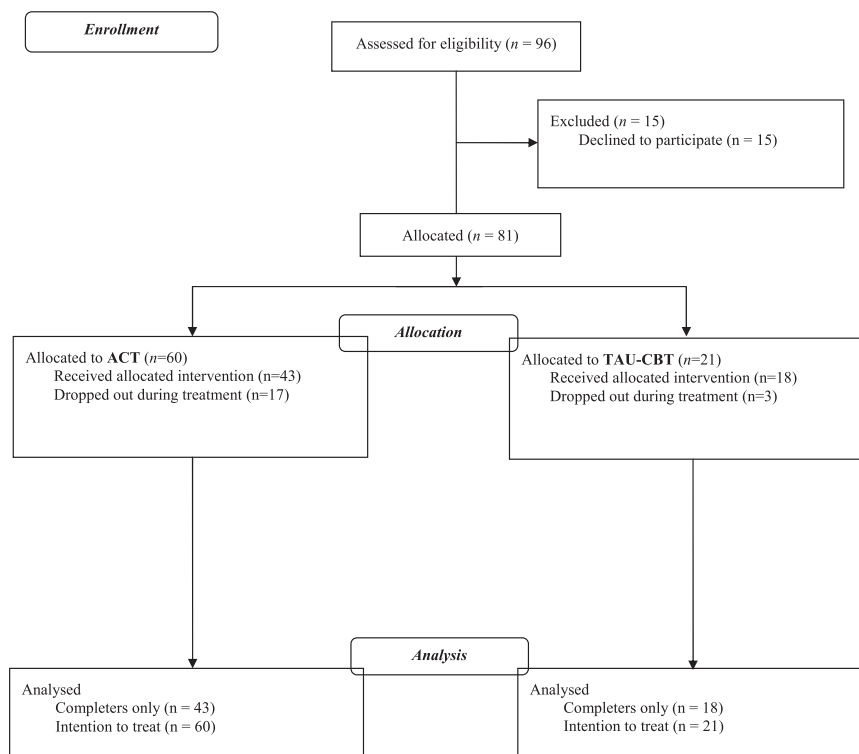 Enrollment
Assessed for eligibility (n = 96)
Excluded (n = 15)
Declined to participate (n = 15)
Allocated (n = 81)
Allocation
Allocated to ACT (n=60)
Received allocated intervention (n=43)
Dropped out during treatment (n=17)
Allocated to TAU-CBT (n=21)
Received allocated intervention (n=18)
Dropped out during treatment (n=3)
Analysis
Analysed
Completers only (n = 43)
Intention to treat (n = 60)
Analysed
Completers only (n = 18)
Intention to treat (n = 21)